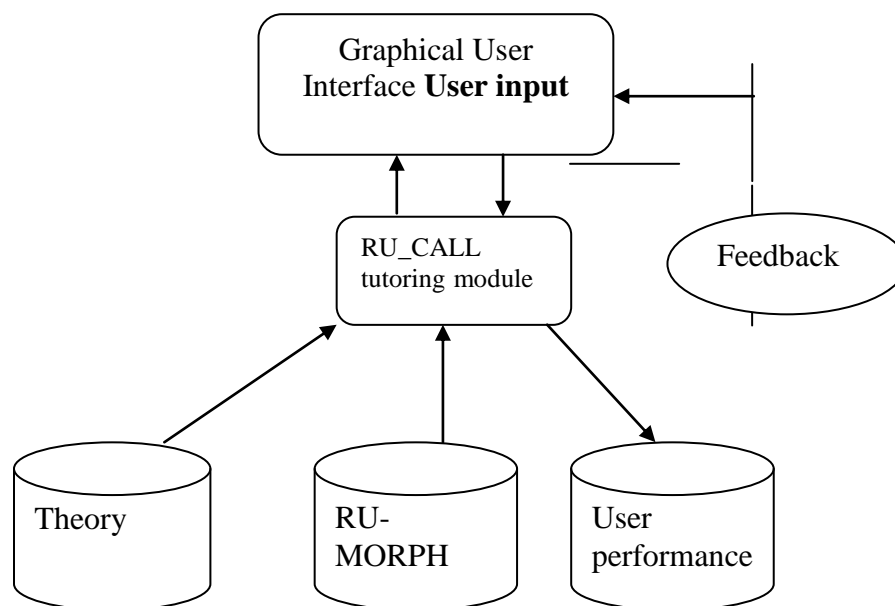 Graphical User
Interface User input
RU_CALL
tutoring module
Feedback
Theory
RU-
MORPH
User
performance